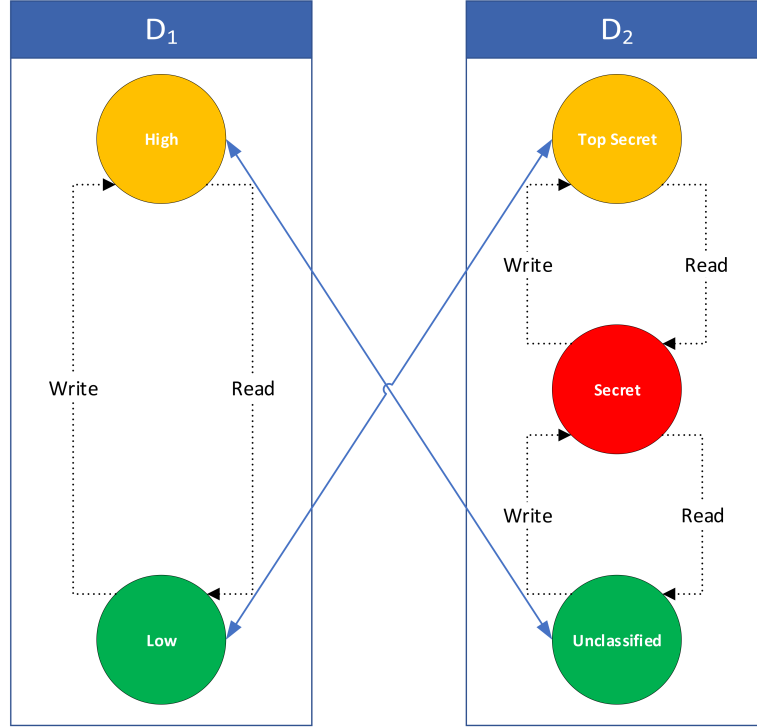 D₁
D₂
High
Top Secret
Write
Read
Write
Read
Secret
Write
Read
Low
Unclassified